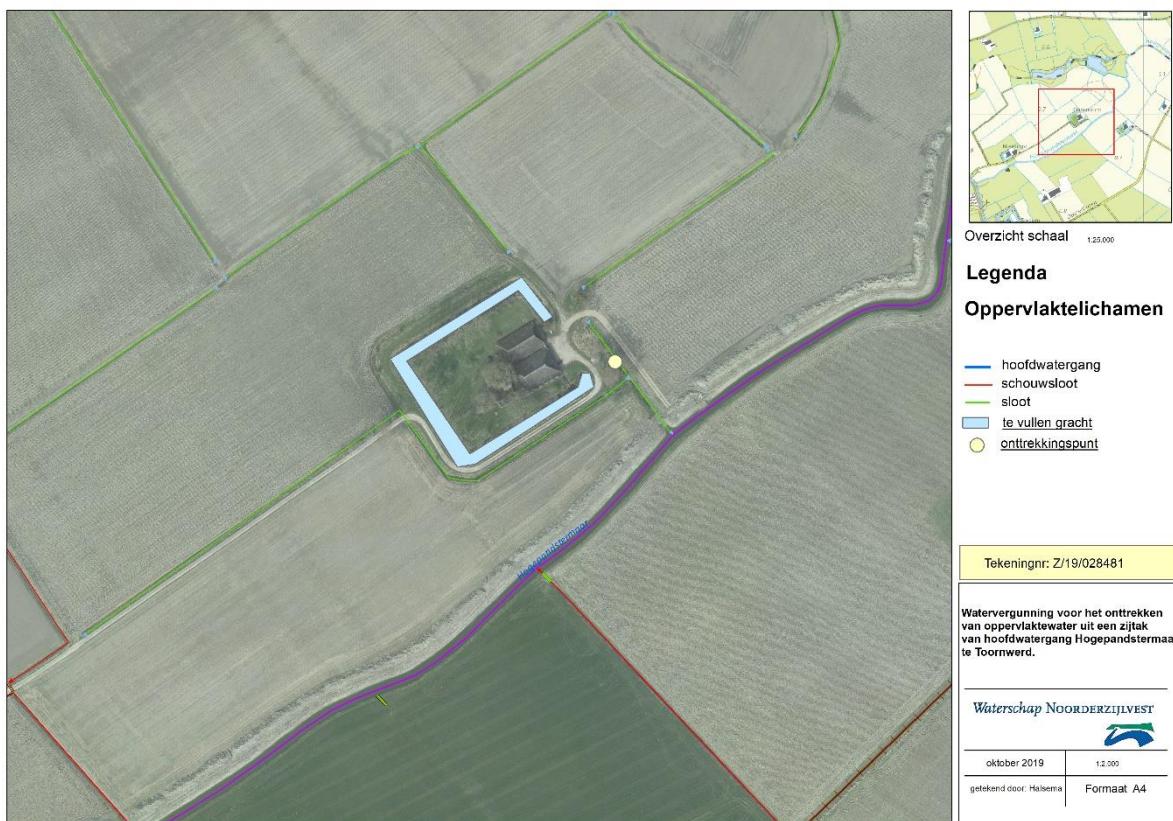 Hogepandstermaar
Overzicht schaal 1:25.000
Legenda
Oppervlaktelichamen
hoofdwatergang
schouwsloot
sloot
te vullen gracht
onttrekkingspunt
Tekeningnr: Z/19/028481
Watervergunning voor het onttrekken
van oppervlaktewater uit een zijtak
van hoofdwatergang Hogepandstermaa
te Toornwerd.
Waterschap NOORDERZIJLVEST
oktober 2019 1:2.000
getekend door: Halsema Formaat A4